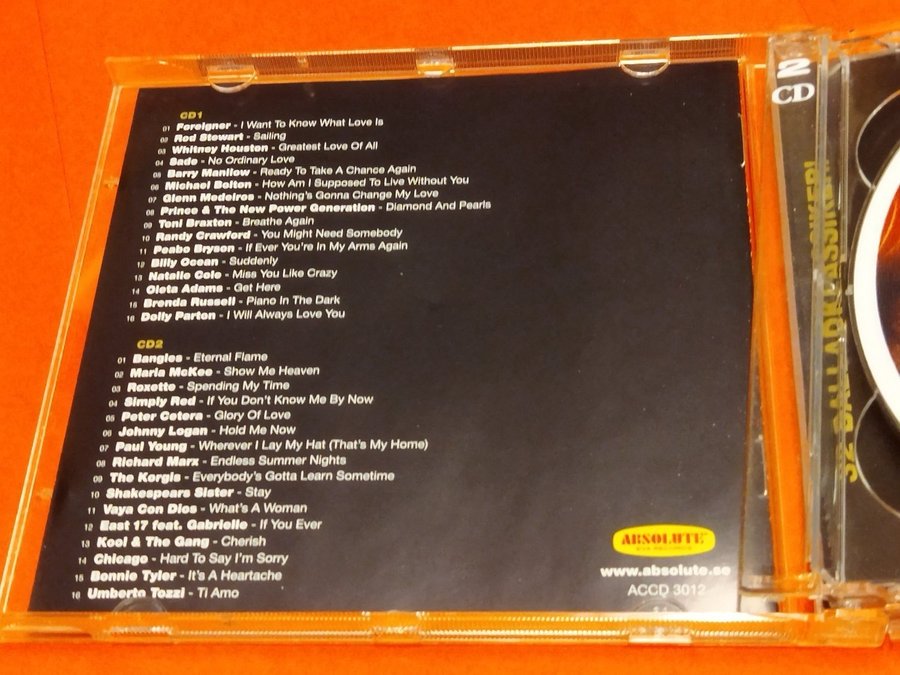 CD1
01 Foreigner - I Want To Know What Love Is
02 Rod Stewart - Sailing
03 Whitney Houston - Greatest Love Of All
04 Sade - No Ordinary Love
05 Barry Manilow - Ready To Take A Chance Again
06 Michael Bolton - How Am I Supposed To Live Without You
07 Glenn Medeiros - Nothing's Gonna Change My Love
08 Prince & The New Power Generation - Diamond And Pearls
09 Toni Braxton - Breathe Again
10 Randy Crawford - You Might Need Somebody
11 Peabo Bryson - If Ever You're In My Arms Again
12 Billy Ocean - Suddenly
13 Natalie Cole - Miss You Like Crazy
14 Oleta Adams - Get Here
15 Brenda Russell - Piano In The Dark
16 Dolly Parton - I Will Always Love You
CD2
01 Bangles - Eternal Flame
02 Maria McKee - Show Me Heaven
03 Roxette - Spending My Time
04 Simply Red - If You Don't Know Me By Now
05 Peter Cetera - Glory Of Love
06 Johnny Logan - Hold Me Now
07 Paul Young - Wherever I Lay My Hat (That's My Home)
08 Richard Marx - Endless Summer Nights
09 The Korgis - Everybody's Gotta Learn Sometime
10 Shakespears Sister - Stay
11 Vaya Con Dios - What's A Woman
12 East 17 feat. Gabrielle - If You Ever
13 Kool & The Gang - Cherish
14 Chicago - Hard To Say I'm Sorry
15 Bonnie Tyler - It's A Heartache
16 Umberto Tozzi - Ti Amo
ABSOLUTE
EVA RECORDS
www.absolute.se
ACCD 3012
2
CD
32 BALLADKLASSIKER!